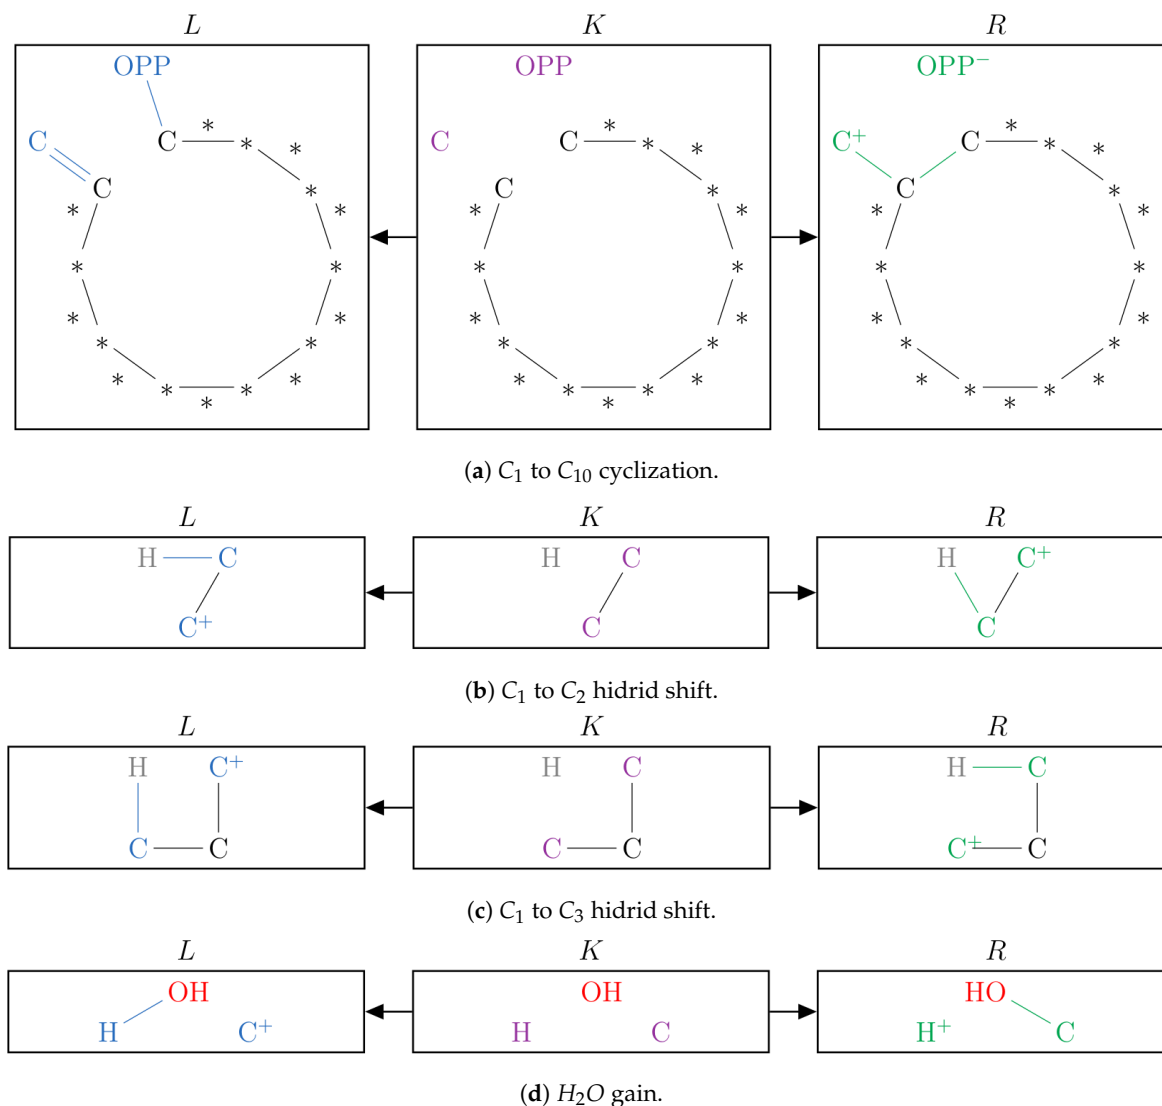 L K R
OPP OPP OPP⁻
C C * * * C C * * * C⁺ C * * *
C * * C * * C * *
* * * * * *
* * * * * *
* * * * * * * * * * * *
* * * * * * * * * * * *
* * * * * * * * * * * *
* * * 
(a) C₁ to C₁₀ cyclization.
L K R
H C H C H C⁺
C⁺ C C
(b) C₁ to C₂ hidrid shift.
L K R
H C⁺ H C H C
C C C C C⁺ C
(c) C₁ to C₃ hidrid shift.
L K R
OH OH HO
H C⁺ H C H⁺ C
(d) H₂O gain.